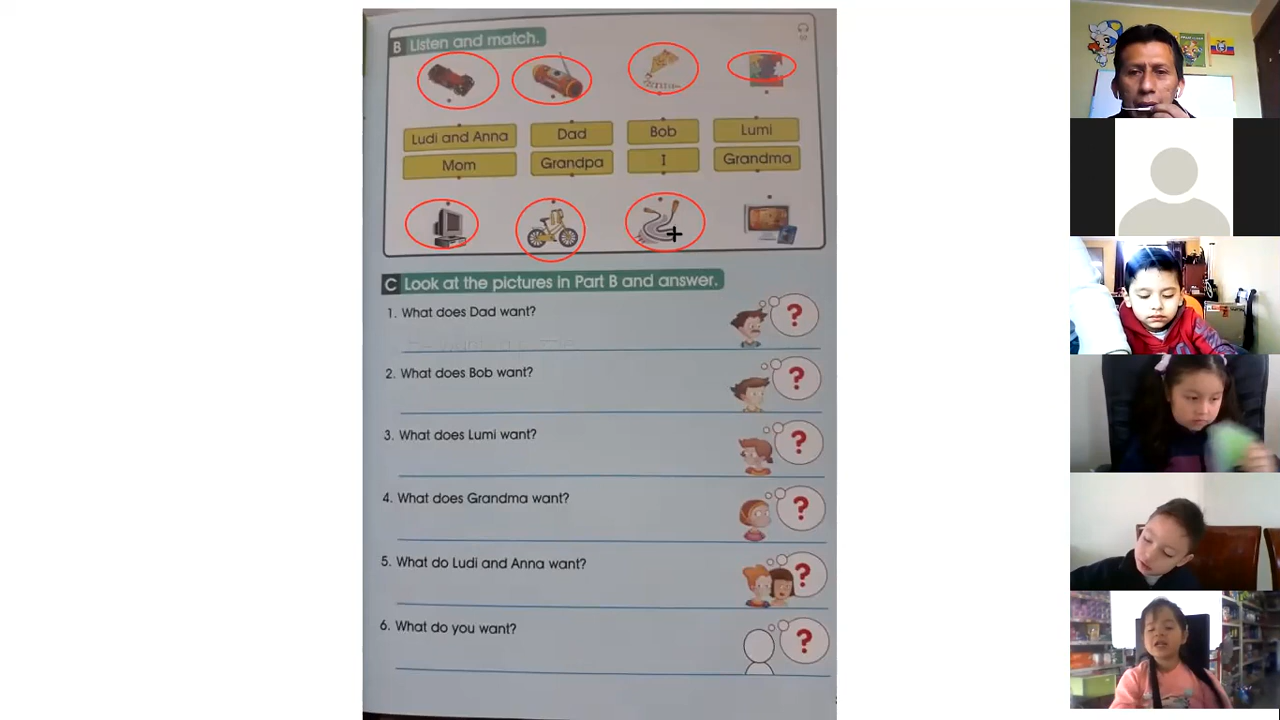 B Listen and match.
Ludi and Anna Dad Bob Lumi
Mom Grandpa I Grandma
C Look at the pictures in Part B and answer.
1. What does Dad want?
2. What does Bob want?
3. What does Lumi want?
4. What does Grandma want?
5. What do Ludi and Anna want?
6. What do you want?